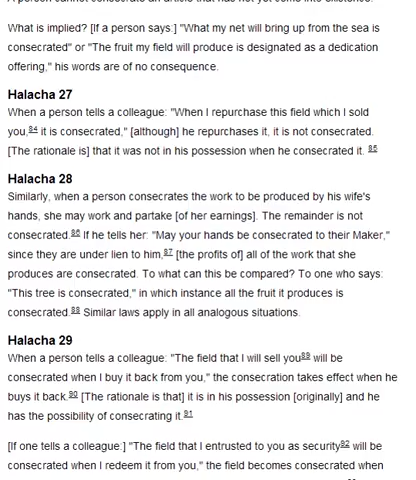 A person cannot consecrate an article that has not yet come into existence.
What is implied? [If a person says:] "What my net will bring up from the sea is
consecrated" or "The fruit my field will produce is designated as a dedication
offering," his words are of no consequence.
Halacha 27
When a person tells a colleague: "When I repurchase this field which I sold
you,84 it is consecrated," [although] he repurchases it, it is not consecrated.
[The rationale is] that it was not in his possession when he consecrated it. 85
Halacha 28
Similarly, when a person consecrates the work to be produced by his wife's
hands, she may work and partake [of her earnings]. The remainder is not
consecrated.86 If he tells her: "May your hands be consecrated to their Maker,"
since they are under lien to him,87 [the profits of] all of the work that she
produces are consecrated. To what can this be compared? To one who says:
"This tree is consecrated," in which instance all the fruit it produces is
consecrated.88 Similar laws apply in all analogous situations.
Halacha 29
When a person tells a colleague: "The field that I will sell you89 will be
consecrated when I buy it back from you," the consecration takes effect when he
buys it back.90 [The rationale is that] it is in his possession [originally] and he
has the possibility of consecrating it.91
[If one tells a colleague:] "The field that I entrusted to you as security92 will be
consecrated when I redeem it from you," the field becomes consecrated when